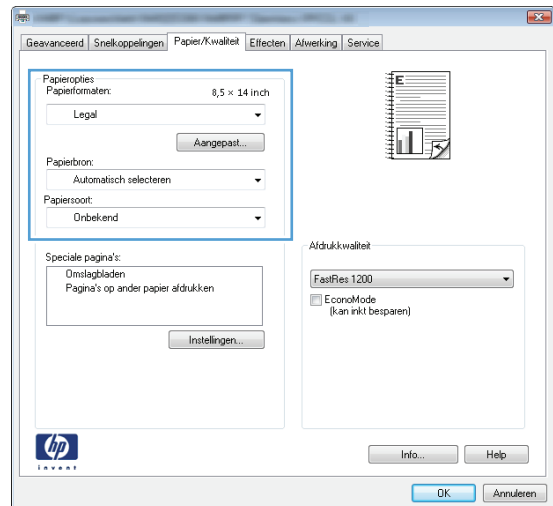 Geavanceerd Snelkoppelingen Papier/Kwaliteit Effecten Afwerking Service
Papieropties
Papierformaten: 8,5 × 14 inch
Legal
Aangepast...
Papierbron:
Automatisch selecteren
Papiersoort:
Onbekend
Speciale pagina's:
Omslagbladen
Pagina's op ander papier afdrukken
Instellingen...
E
Afdrukkwaliteit
FastRes 1200
EconoMode
(kan inkt besparen)
hp
invent
Info... Help
OK Annuleren